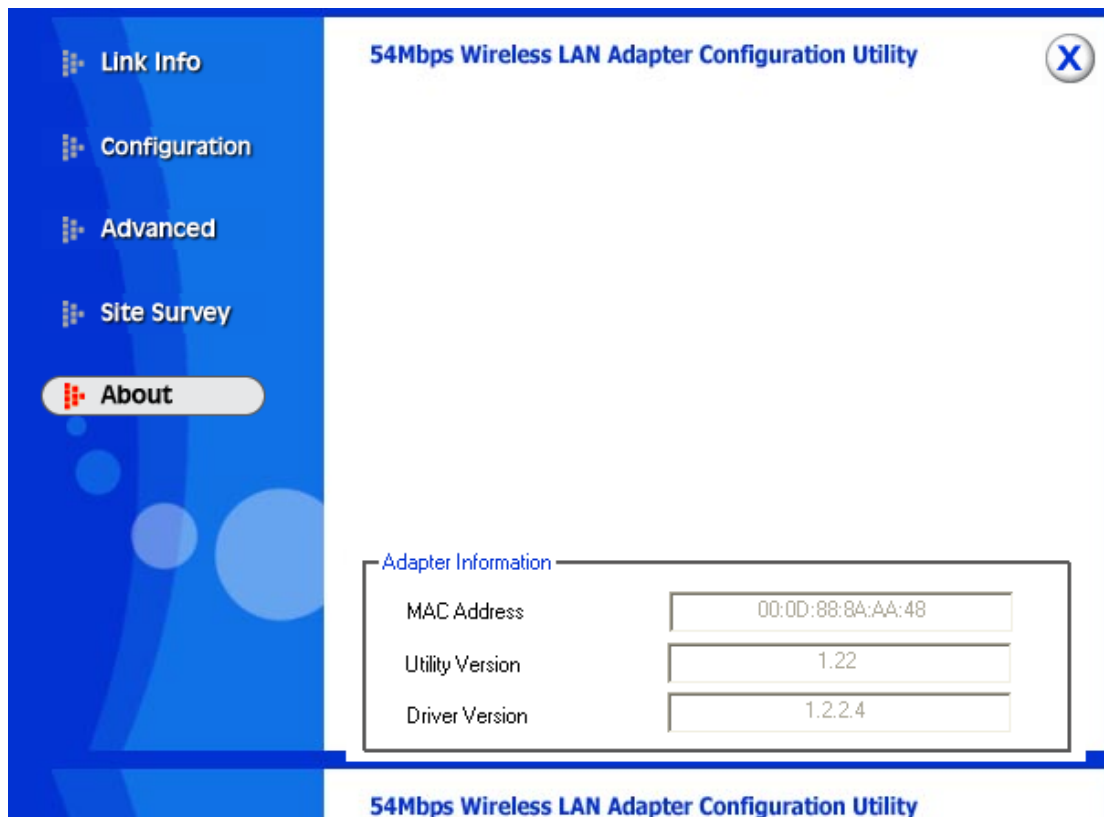 54Mbps Wireless LAN Adapter Configuration Utility
X
Link Info
Configuration
Advanced
Site Survey
About
Adapter Information
MAC Address 00:0D:88:8A:AA:48
Utility Version 1.22
Driver Version 1.2.2.4
54Mbps Wireless LAN Adapter Configuration Utility